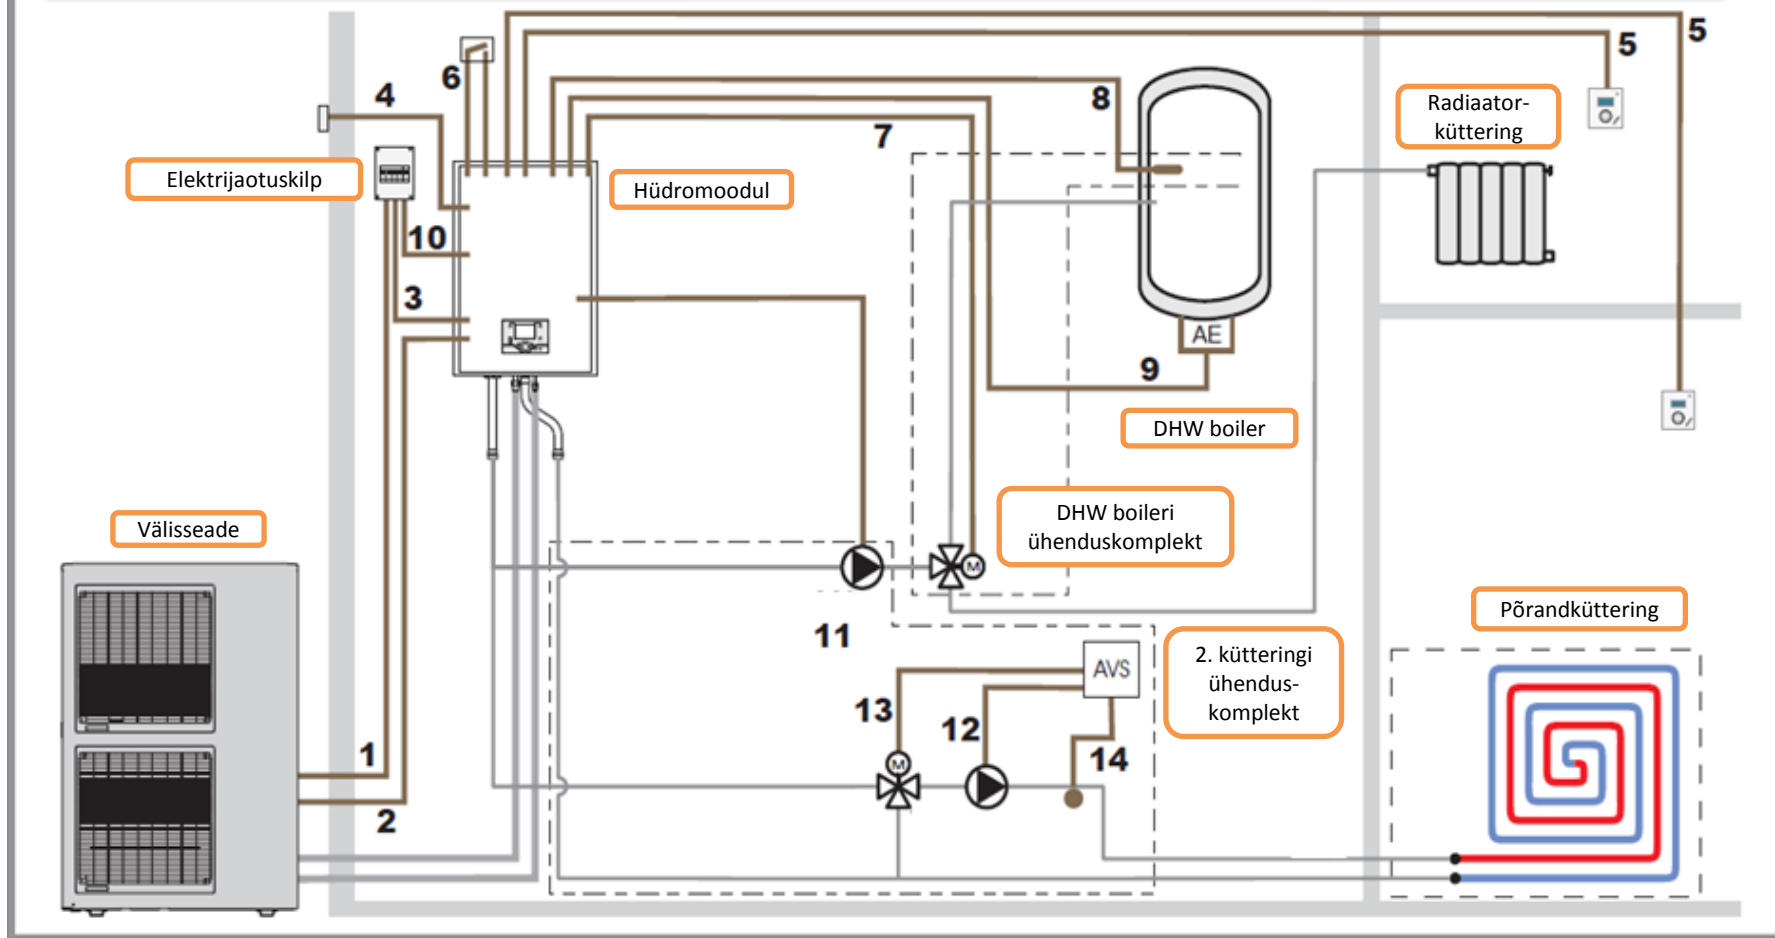 5
5
6
4
8
7
Radiaator-
küttering
Elektrijaotuskilp
Hüdromoodul
10
3
AE
9
DHW boiler
DHW boileri
ühenduskomplekt
Välisseade
M
Põrandküttering
11
2. kütteringi
ühendus-
komplekt
AVS
13
12
14
1
M
2